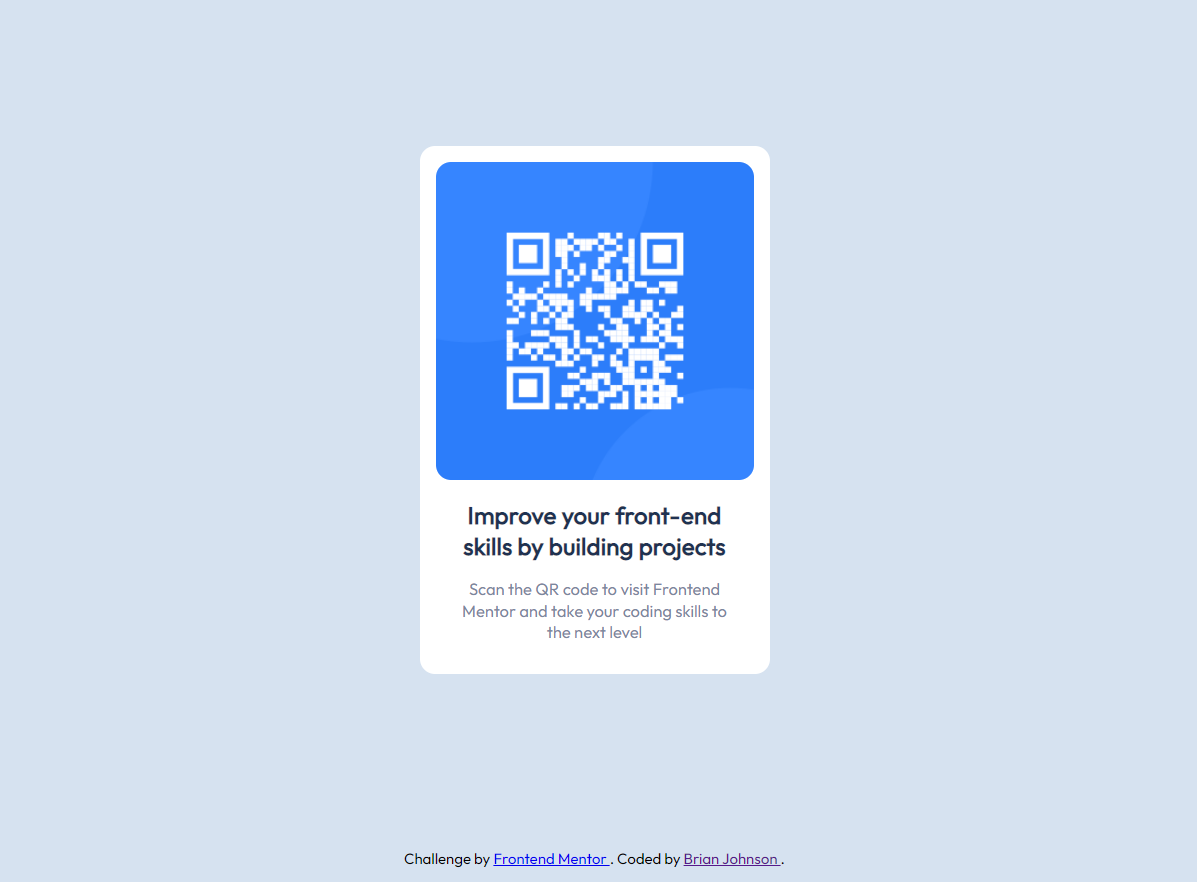 Improve your front-end
skills by building projects
Scan the QR code to visit Frontend
Mentor and take your coding skills to
the next level
Challenge by Frontend Mentor . Coded by Brian Johnson .